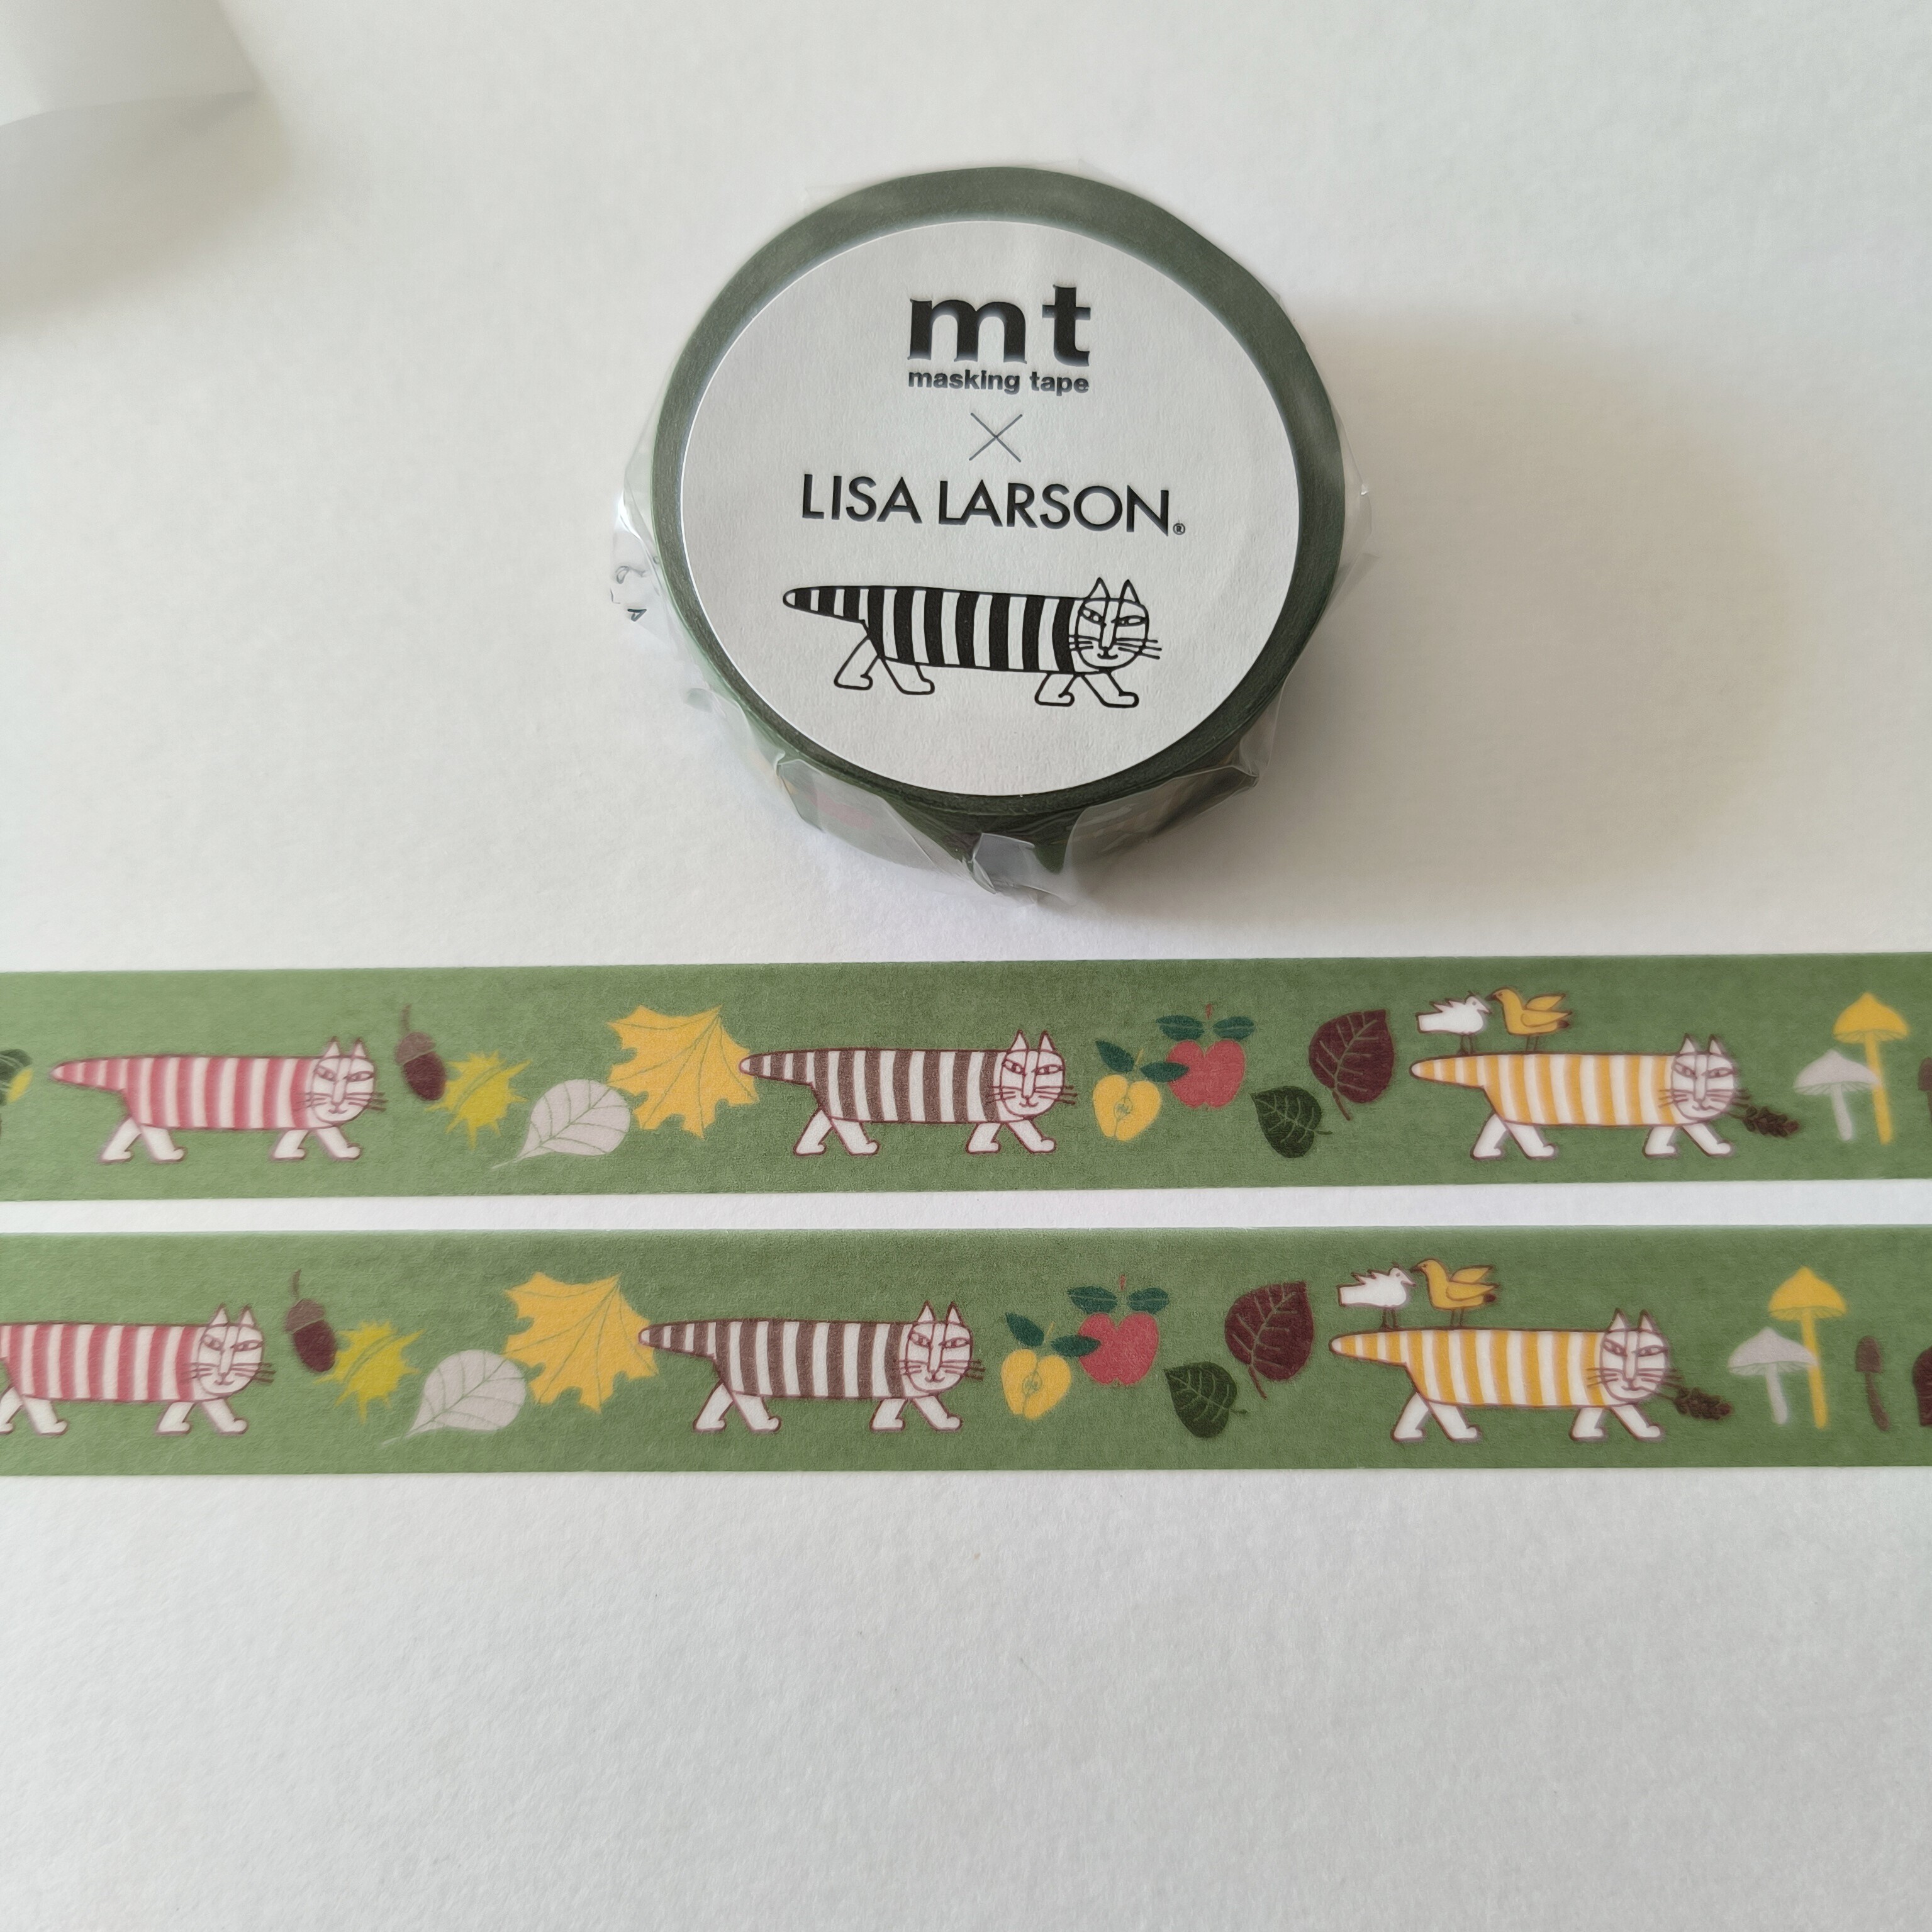 mt
masking tape
×
LISA LARSON®